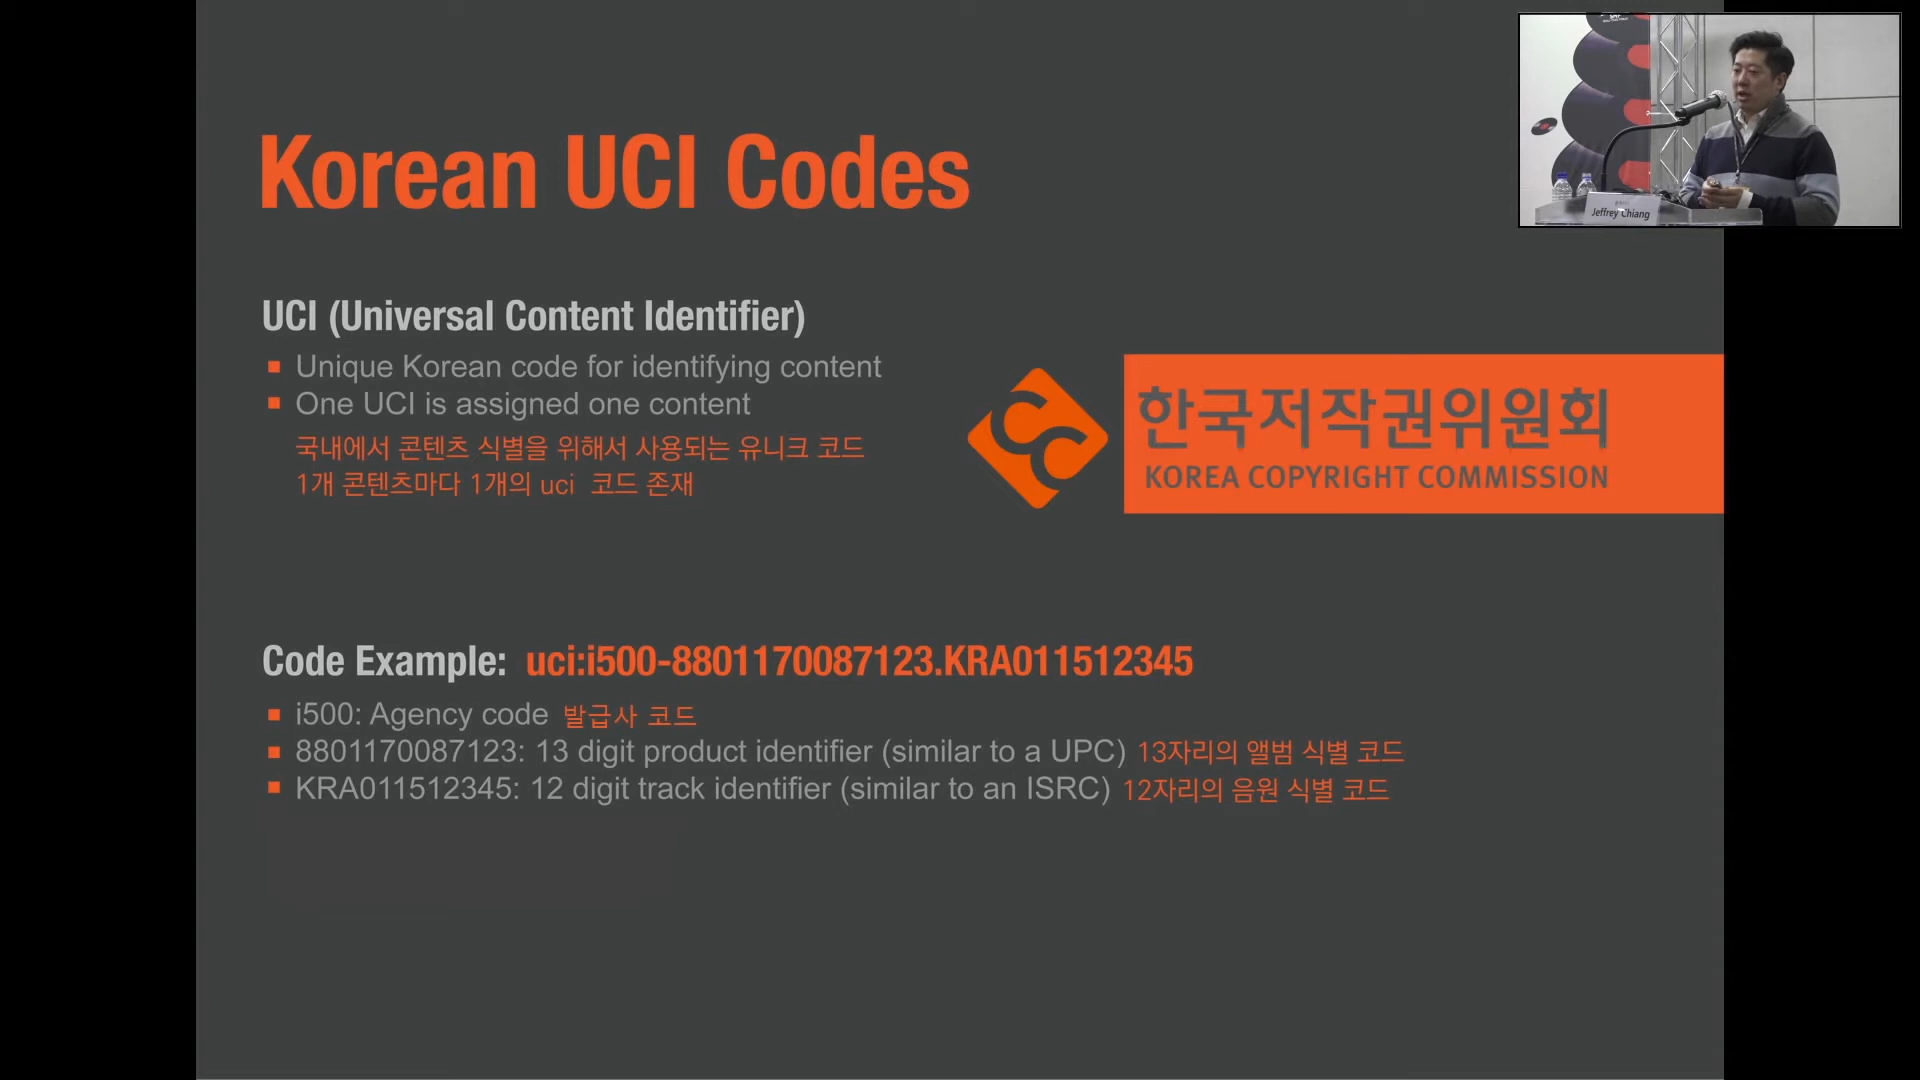 Korean UCI Codes
UCI (Universal Content Identifier)
Unique Korean code for identifying content
One UCI is assigned one content
국내에서 콘텐츠 식별을 위해서 사용되는 유니크 코드
1개 콘텐츠마다 1개의 uci 코드 존재
한국저작권위원회
KOREA COPYRIGHT COMMISSION
Code Example: uci:i500-8801170087123.KRA011512345
i500: Agency code 발급사 코드
8801170087123: 13 digit product identifier (similar to a UPC) 13자리의 앨범 식별 코드
KRA011512345: 12 digit track identifier (similar to an ISRC) 12자리의 음원 식별 코드
Jeffrey Chiang